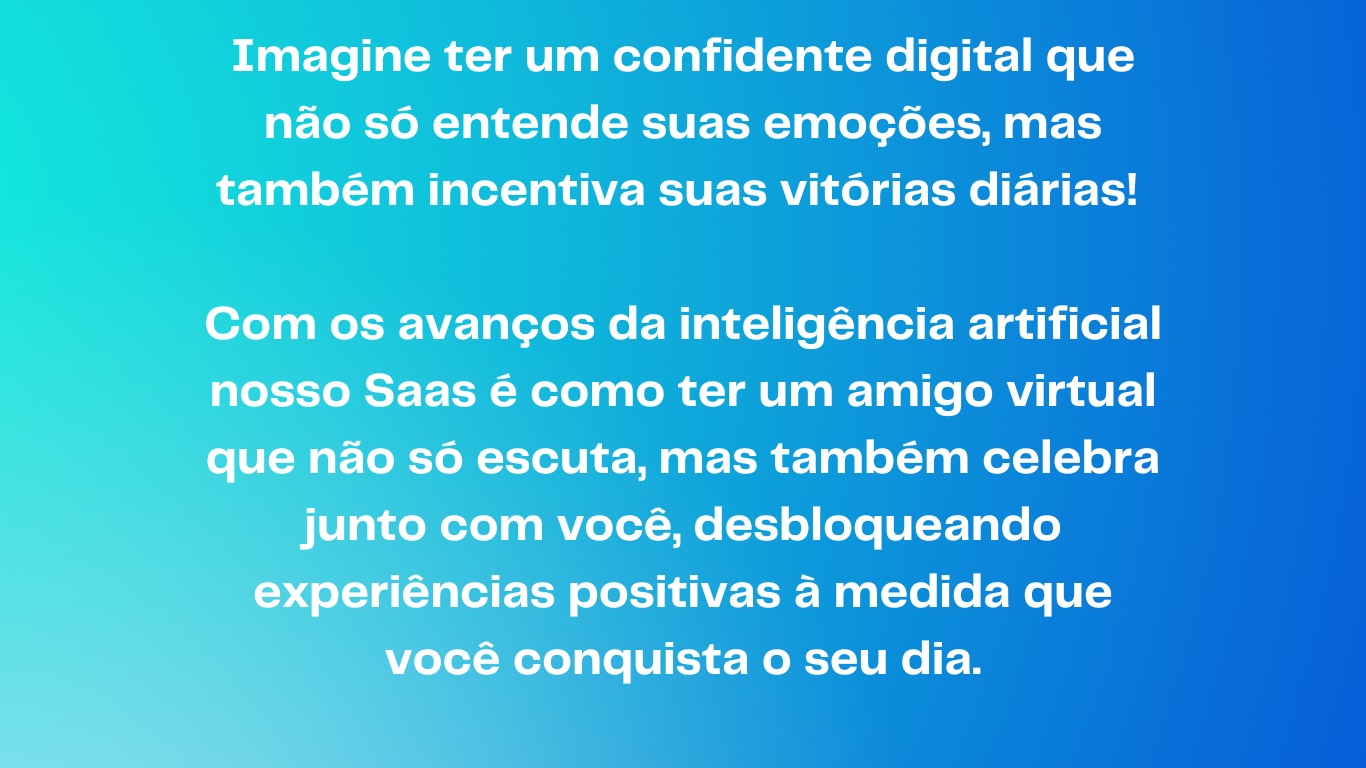 Imagine ter um confidente digital que
não só entende suas emoções, mas
também incentiva suas vitórias diárias!
Com os avanços da inteligência artificial
nosso Saas é como ter um amigo virtual
que não só escuta, mas também celebra
junto com você, desbloqueando
experiências positivas à medida que
você conquista o seu dia.